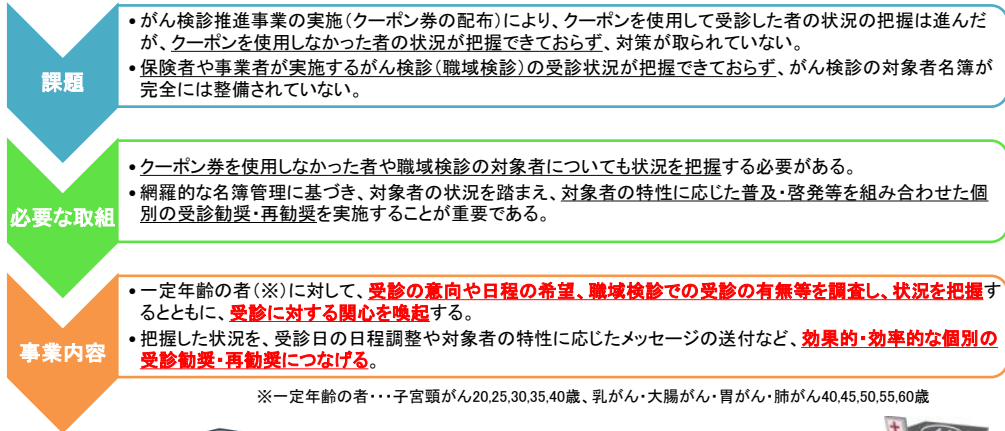 課題
• がん検診推進事業の実施（クーポン券の配布）により、クーポンを使用して受診した者の状況の把握は進んだ
が、クーポンを使用しなかった者の状況が把握できておらず、対策が取られていない。
• 保険者や事業者が実施するがん検診（職域検診）の受診状況が把握できておらず、がん検診の対象者名簿が
完全には整備されていない。
必要な取組
• クーポン券を使用しなかった者や職域検診の対象者についても状況を把握する必要がある。
• 網羅的な名簿管理に基づき、対象者の状況を踏まえ、対象者の特性に応じた普及・啓発等を組み合わせた個
別の受診勧奨・再勧奨を実施することが重要である。
事業内容
• 一定年齢の者（※）に対して、受診の意向や日程の希望、職域検診での受診の有無等を調査し、状況を把握す
るとともに、受診に対する関心を喚起する。
• 把握した状況を、受診日の日程調整や対象者の特性に応じたメッセージの送付など、効果的・効率的な個別の
受診勧奨・再勧奨につなげる。
※一定年齢の者・・・子宮頸がん20,25,30,35,40歳、乳がん・大腸がん・胃がん・肺がん40,45,50,55,60歳